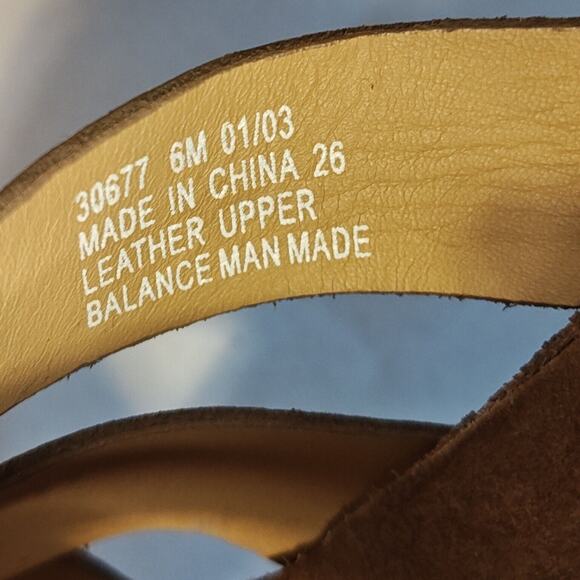 30677 6M 01/03
MADE IN CHINA 26
LEATHER UPPER
BALANCE MAN MADE